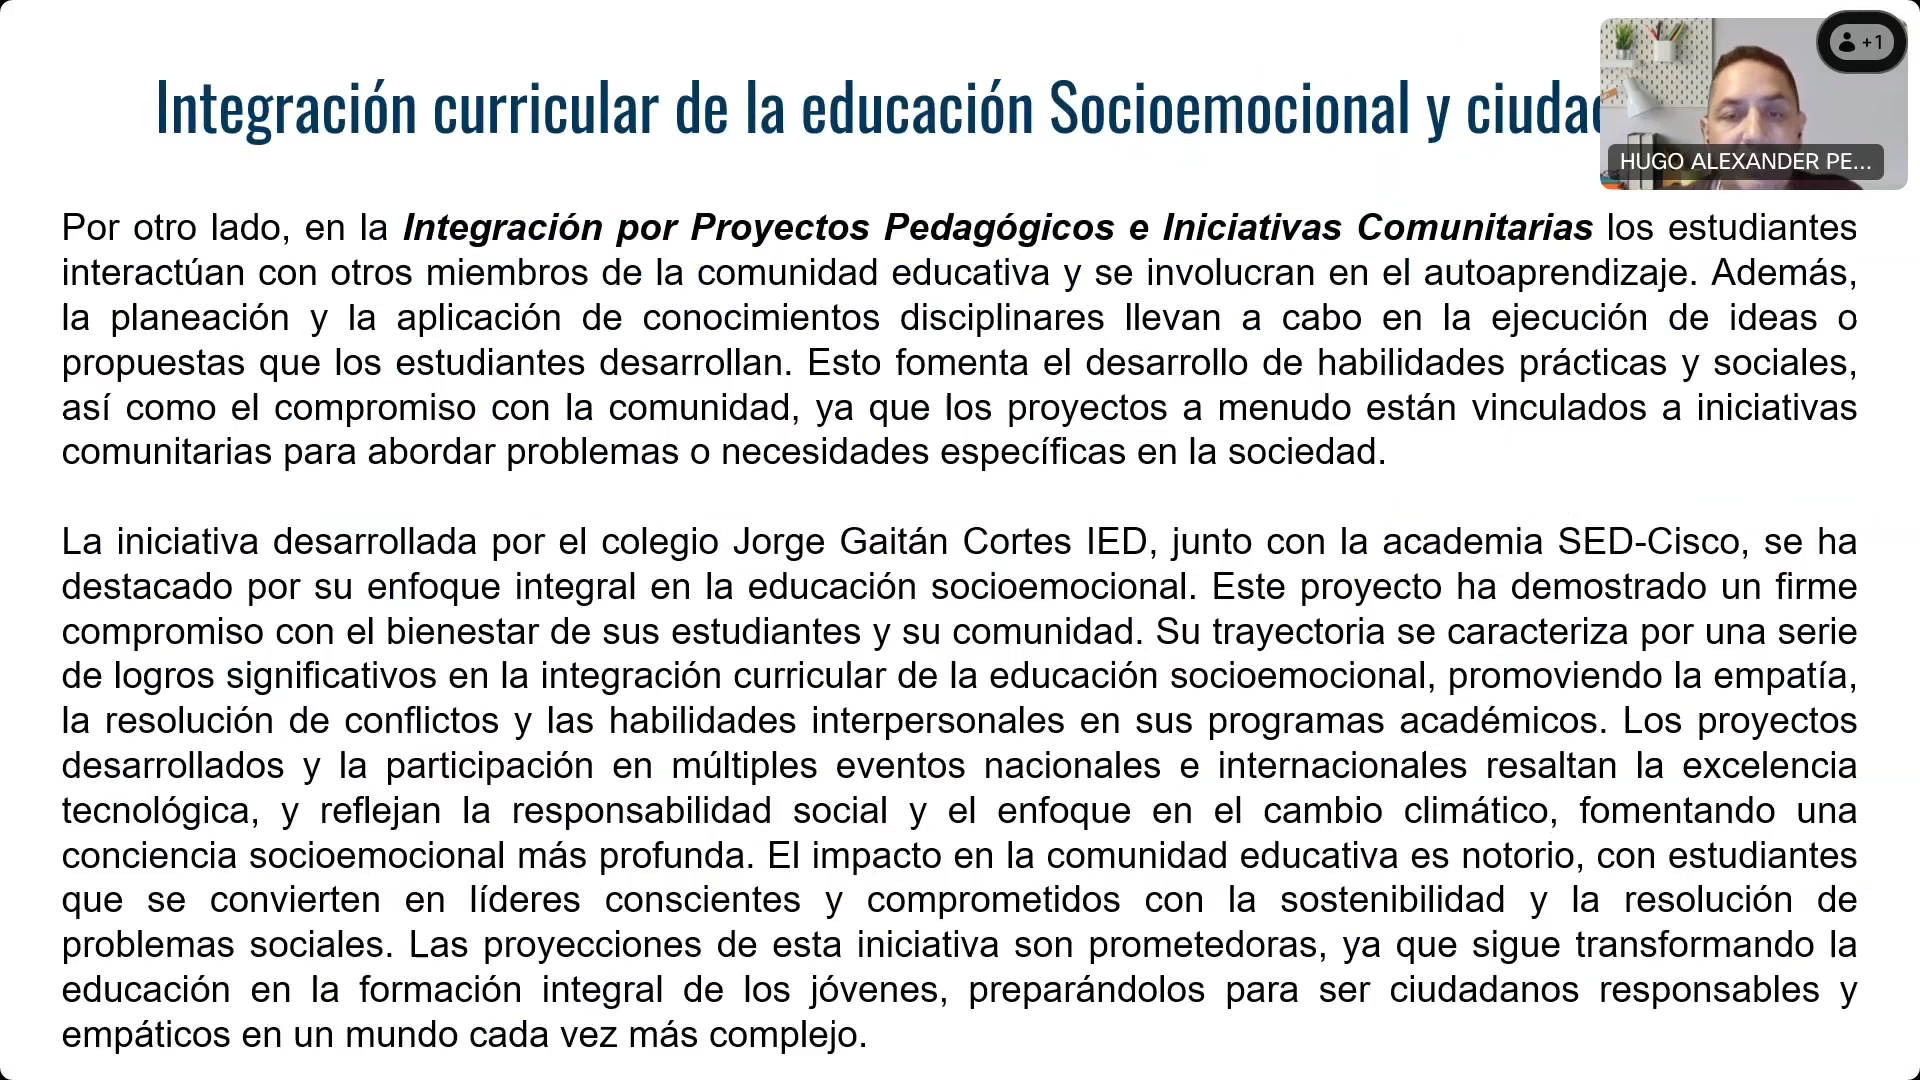 Integración curricular de la educación Socioemocional y
+1
HUGO ALEXANDER PE...
Por otro lado, en la Integración por Proyectos Pedagógicos e Iniciativas Comunitarias los estudiantes
interactúan con otros miembros de la comunidad educativa y se involucran en el autoaprendizaje. Además,
la planeación y la aplicación de conocimientos disciplinares llevan a cabo en la ejecución de ideas o
propuestas que los estudiantes desarrollan. Esto fomenta el desarrollo de habilidades prácticas y sociales,
así como el compromiso con la comunidad, ya que los proyectos a menudo están vinculados a iniciativas
comunitarias para abordar problemas o necesidades específicas en la sociedad.
La iniciativa desarrollada por el colegio Jorge Gaitán Cortes IED, junto con la academia SED-Cisco, se ha
destacado por su enfoque integral en la educación socioemocional. Este proyecto ha demostrado un firme
compromiso con el bienestar de sus estudiantes y su comunidad. Su trayectoria se caracteriza por una serie
de logros significativos en la integración curricular de la educación socioemocional, promoviendo la empatía,
la resolución de conflictos y las habilidades interpersonales en sus programas académicos. Los proyectos
desarrollados y la participación en múltiples eventos nacionales e internacionales resaltan la excelencia
tecnológica, y reflejan la responsabilidad social y el enfoque en el cambio climático, fomentando una
conciencia socioemocional más profunda. El impacto en la comunidad educativa es notorio, con estudiantes
que se convierten en líderes conscientes y comprometidos con la sostenibilidad y la resolución de
problemas sociales. Las proyecciones de esta iniciativa son prometedoras, ya que sigue transformando la
educación en la formación integral de los jóvenes, preparándolos para ser ciudadanos responsables y
empáticos en un mundo cada vez más complejo.